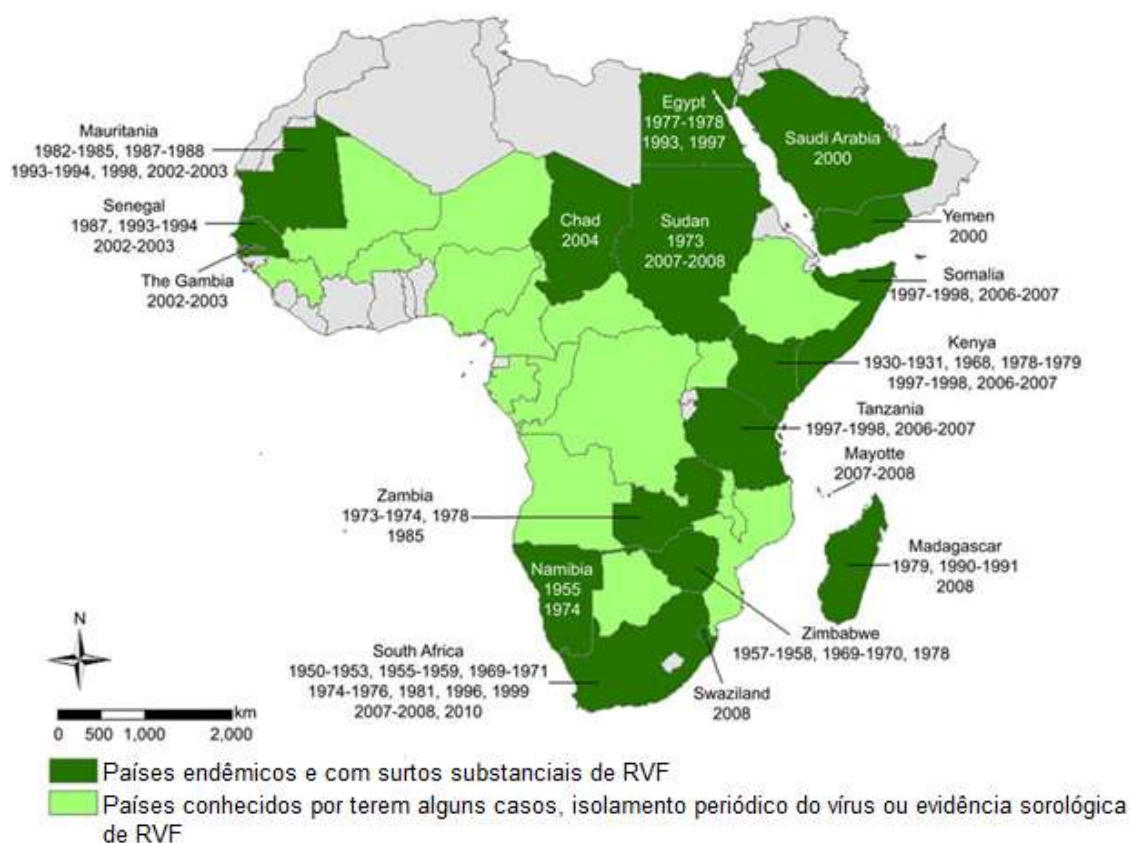 Egypt
1977-1978
1993, 1997
Mauritania
1982-1985, 1987-1988
1993-1994, 1998, 2002-2003
Saudi Arabia
2000
Senegal
1987, 1993-1994
2002-2003
Chad
2004
Sudan
1973
2007-2008
Yemen
2000
The Gambia
2002-2003
Somalia
1997-1998, 2006-2007
Kenya
1930-1931, 1968, 1978-1979
1997-1998, 2006-2007
Tanzania
1997-1998, 2006-2007
Mayotte
2007-2008
Zambia
1973-1974, 1978
1985
Madagascar
1979, 1990-1991
2008
Namibia
1955
1974
Zimbabwe
1957-1958, 1969-1970, 1978
South Africa
1950-1953, 1955-1959, 1969-1971
1974-1976, 1981, 1996, 1999
2007-2008, 2010
Swaziland
2008
N
km
0 500 1,000 2,000
Países endêmicos e com surtos substanciais de RVF
Países conhecidos por terem alguns casos, isolamento periódico do vírus ou evidência sorológica
de RVF